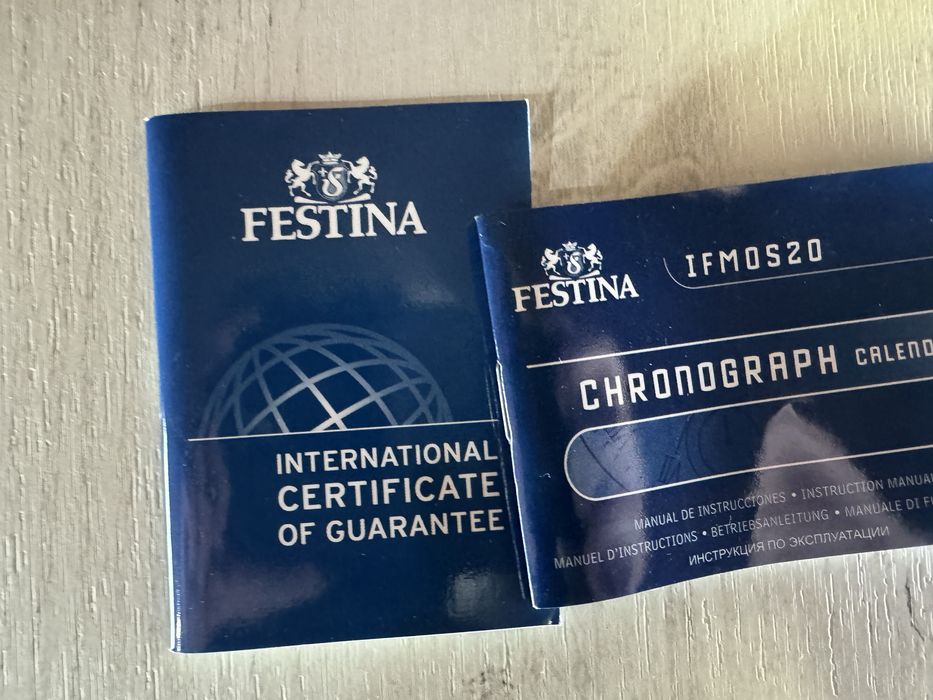 FESTINA
INTERNATIONAL
CERTIFICATE
OF GUARANTEE
FESTINA
IFM0S20
CHRONOGRAPH
MANUAL DE INSTRUCCIONES • INSTRUCTION MANUAL
MANUEL D'INSTRUCTIONS • BETRIEBSANLEITUNG • MANUALE DI
ИНСТРУКЦИЯ ПО ЭКСПЛУАТАЦИИ